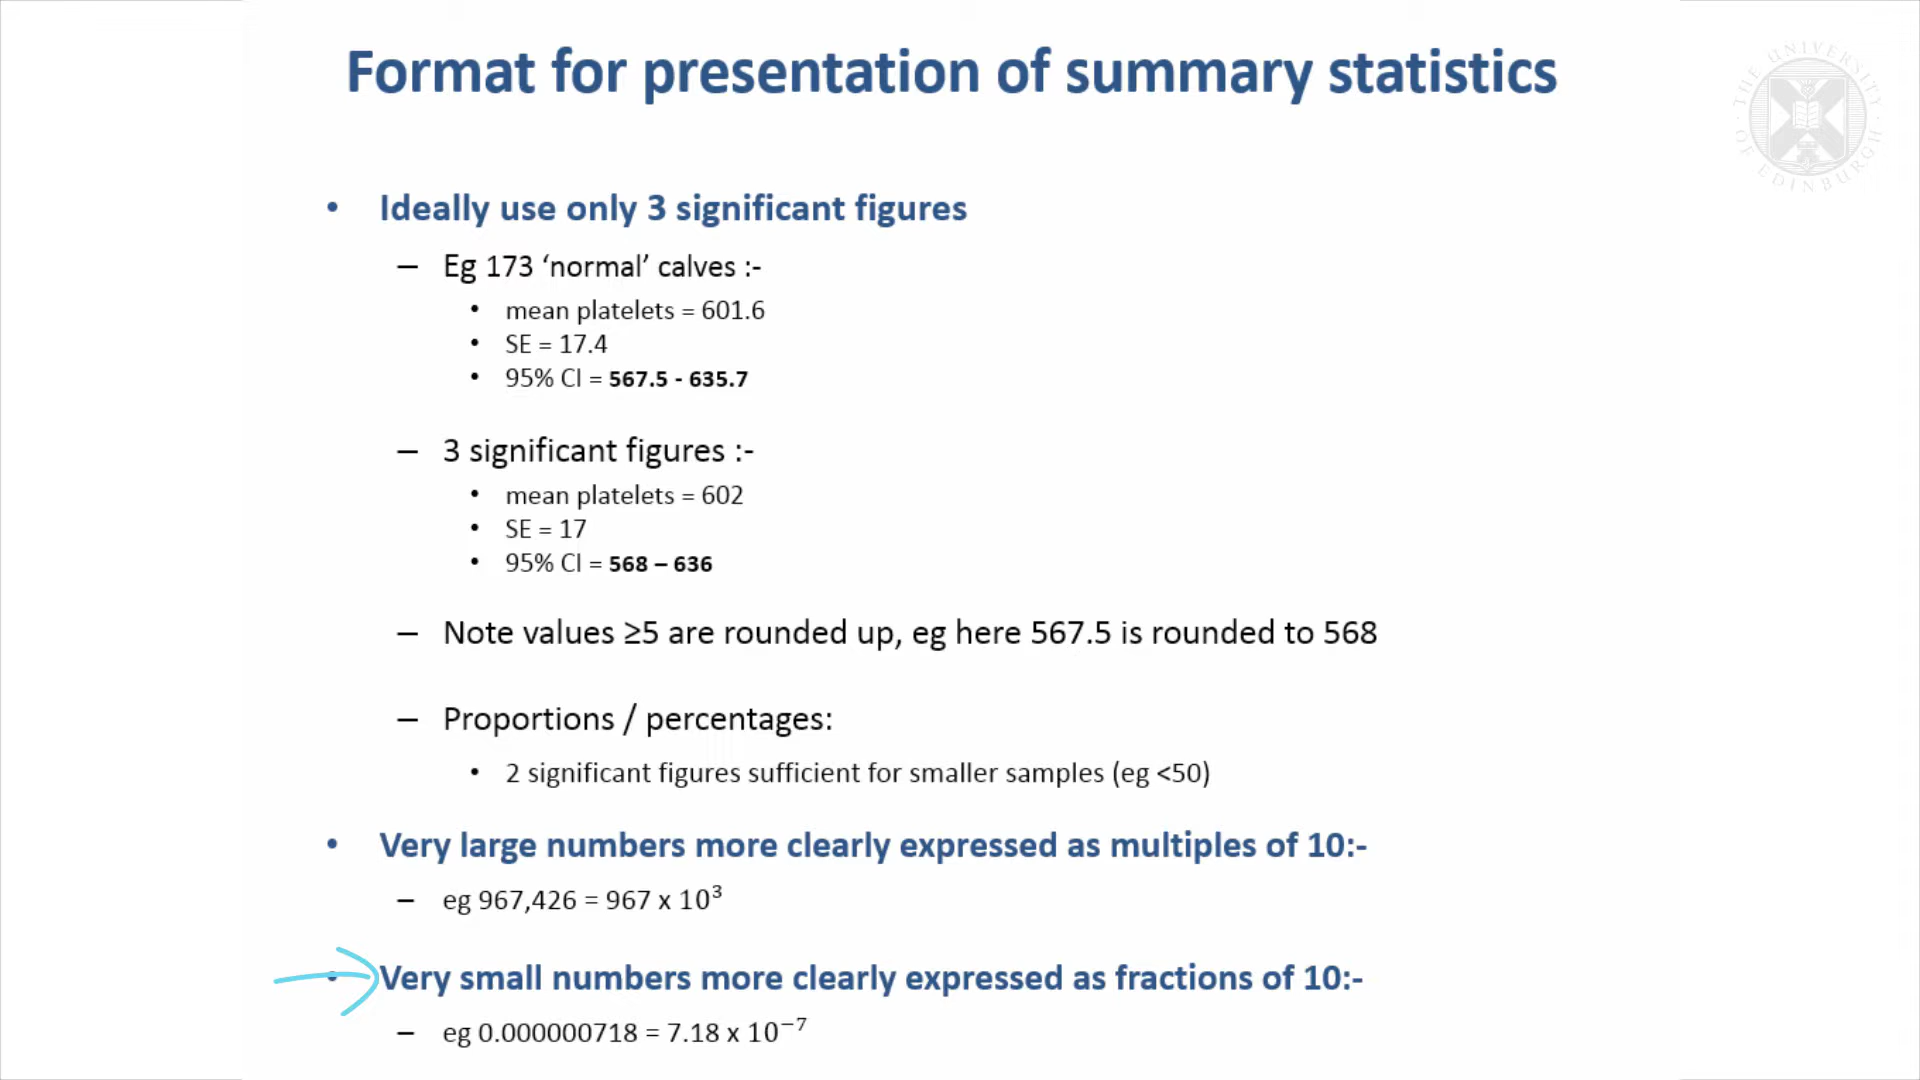 Format for presentation of summary statistics
THE UNIVERSITY OF EDINBURGH
• Ideally use only 3 significant figures
– Eg 173 ‘normal’ calves :-
• mean platelets = 601.6
• SE = 17.4
• 95% CI = 567.5 - 635.7
– 3 significant figures :-
• mean platelets = 602
• SE = 17
• 95% CI = 568 – 636
– Note values ≥5 are rounded up, eg here 567.5 is rounded to 568
– Proportions / percentages:
• 2 significant figures sufficient for smaller samples (eg <50)
• Very large numbers more clearly expressed as multiples of 10:-
– eg 967,426 = 967 x 10³
• Very small numbers more clearly expressed as fractions of 10:-
– eg 0.000000718 = 7.18 x 10⁻⁷